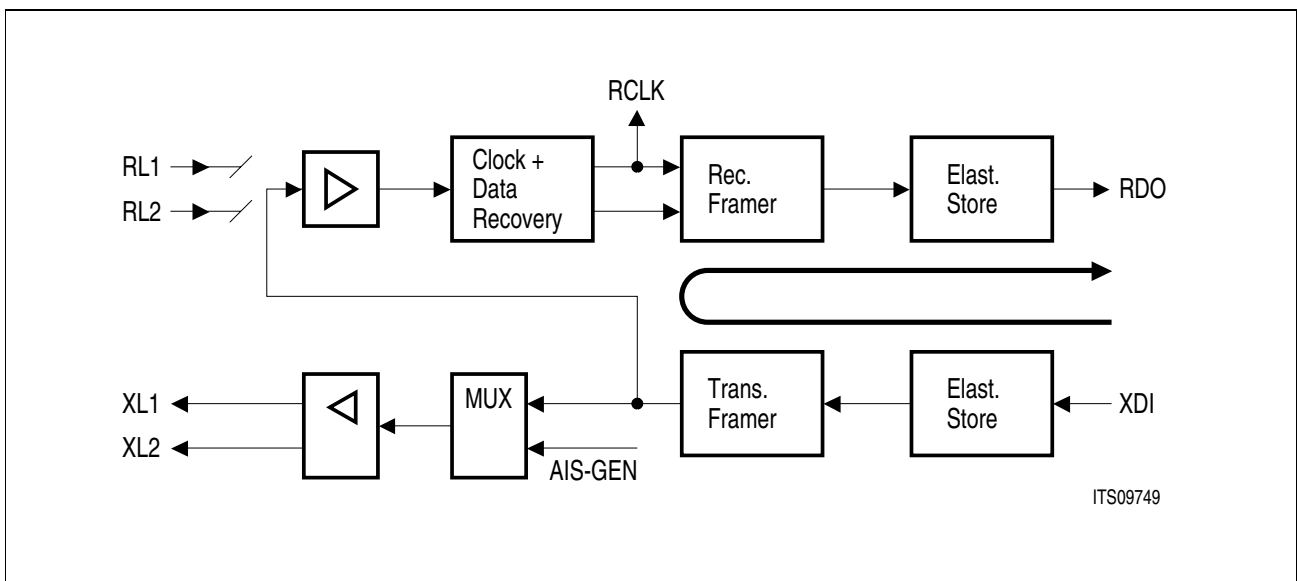 RCLK
RL1
RL2
Clock +
Data
Recovery
Rec.
Framer
Elast.
Store
RDO
XL1
XL2
MUX
AIS-GEN
Trans.
Framer
Elast.
Store
XDI
ITS09749